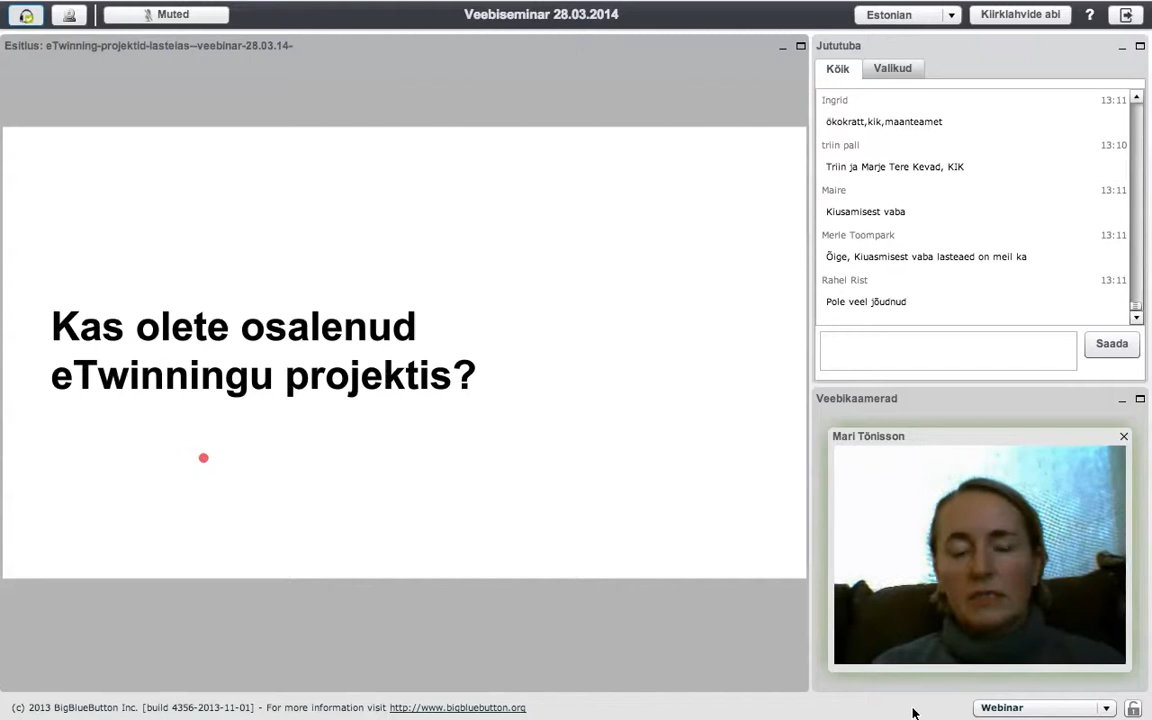 Muted
Veebiseminar 28.03.2014
Estonian
Kiirklahvide abi
?
Esitlus: eTwinning-projektid-lasteias--veebinar-28.03.14-
Kas olete osalenud
eTwinningu projektis?
Jututuba
Kõik
Valikud
Ingrid 13:11
ökokratt,kik,maanteamet
triin pall 13:10
Triin ja Marje Tere Kevad, KIK
Maire 13:11
Kiusamisest vaba
Merle Toompark 13:11
Õige, Kiuasmisest vaba lasteaed on meil ka
Rahel Rist 13:11
Pole veel jõudnud
Saada
Veebikaamerad
Mari Tõnisson
(c) 2013 BigBlueButton Inc. [build 4356-2013-11-01] - For more information visit http://www.bigbluebutton.org
Webinar